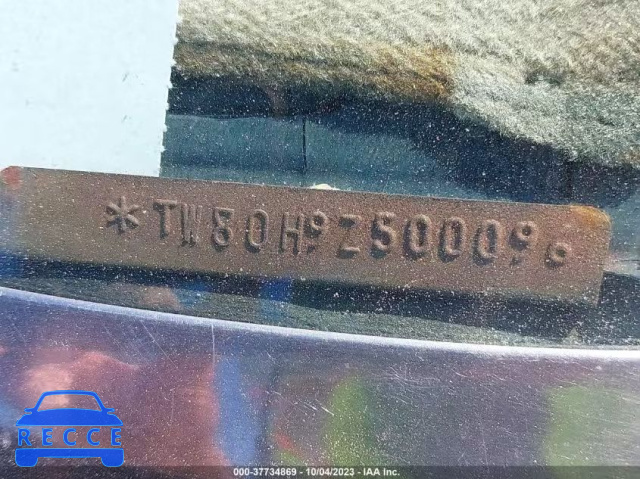 *TW80H9Z500096
RECCE
000-37734869 - 10/04/2023 - IAA Inc.